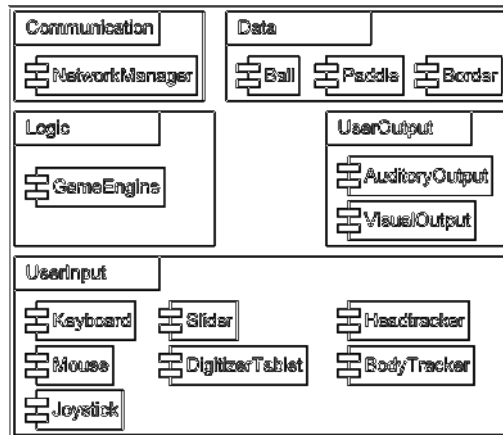 Communication
NetworkManager
Data
Ball Paddle Border
Logic
GameEngine
UserOutput
AuditoryOutput
VisualOutput
UserInput
Keyboard Slider Headtracker
Mouse DigitizerTablet BodyTracker
Joystick